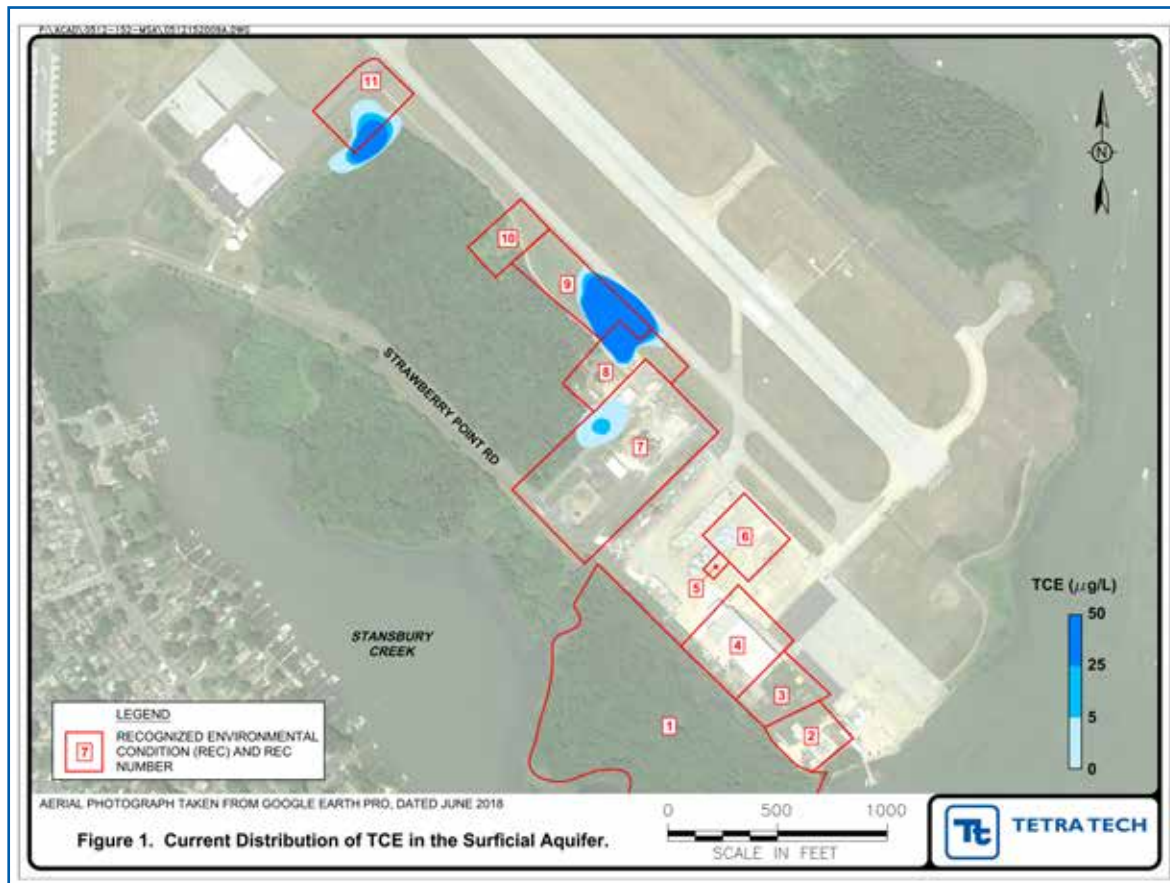 P:\ACAD\0512-152-MSA\0512152009A.DWG
11
N
10
9
8
STRAWBERRY POINT RD
7
6
5
TCE (μg/L)
50
25
5
0
STANSBURY
CREEK
4
3
2
1
LEGEND
7
RECOGNIZED ENVIRONMENTAL
CONDITION (REC) AND REC
NUMBER
AERIAL PHOTOGRAPH TAKEN FROM GOOGLE EARTH PRO, DATED JUNE 2018
0 500 1000
SCALE IN FEET
Figure 1. Current Distribution of TCE in the Surficial Aquifer.
Tt
TETRA TECH